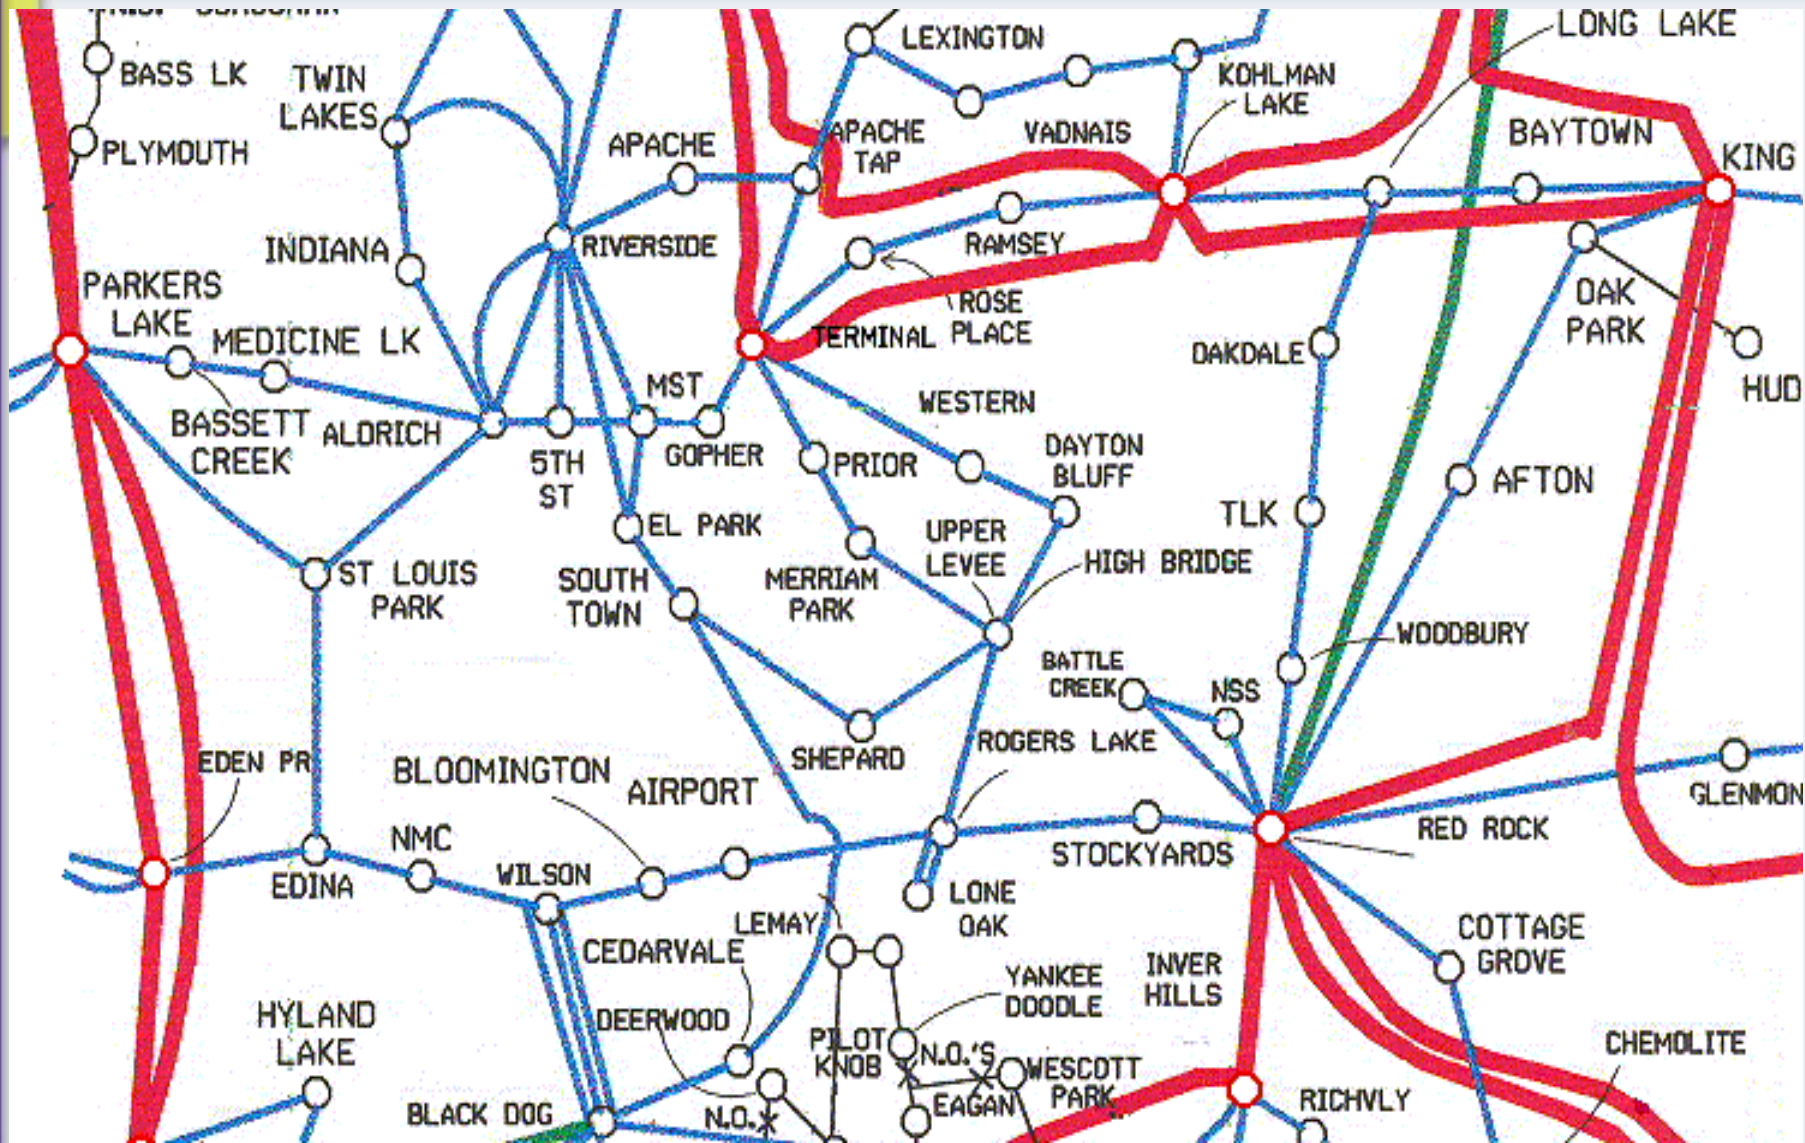 LONG LAKE
LEXINGTON
BASS LK
TWIN
LAKES
KOHLMAN
LAKE
PLYMOUTH
APACHE
APACHE
TAP
VADNAIS
BAYTOWN
KING
INDIANA
RIVERSIDE
RAMSEY
PARKERS
LAKE
MEDICINE LK
ROSE
PLACE
TERMINAL
OAK
PARK
OAKDALE
HUD
MST
WESTERN
BASSETT
CREEK
ALDRICH
5TH
ST
GOPHER
PRIOR
DAYTON
BLUFF
AFTON
TLK
EL PARK
UPPER
LEVEE
HIGH BRIDGE
ST LOUIS
PARK
SOUTH
TOWN
MERRIAM
PARK
WOODBURY
BATTLE
CREEK
NSS
SHEPARD
ROGERS LAKE
EDEN PR
BLOOMINGTON
AIRPORT
GLENMON
NMC
WILSON
STOCKYARDS
RED ROCK
EDINA
LONE
OAK
LEMAY
CEDARVALE
COTTAGE
GROVE
INVER
HILLS
YANKEE
DOODLE
HYLAND
LAKE
DEERWOOD
PILOT
KNOB
N.O.'S
WESCOTT
PARK
CHEMOLITE
BLACK DOG
N.O.
EAGAN
RICHVLY